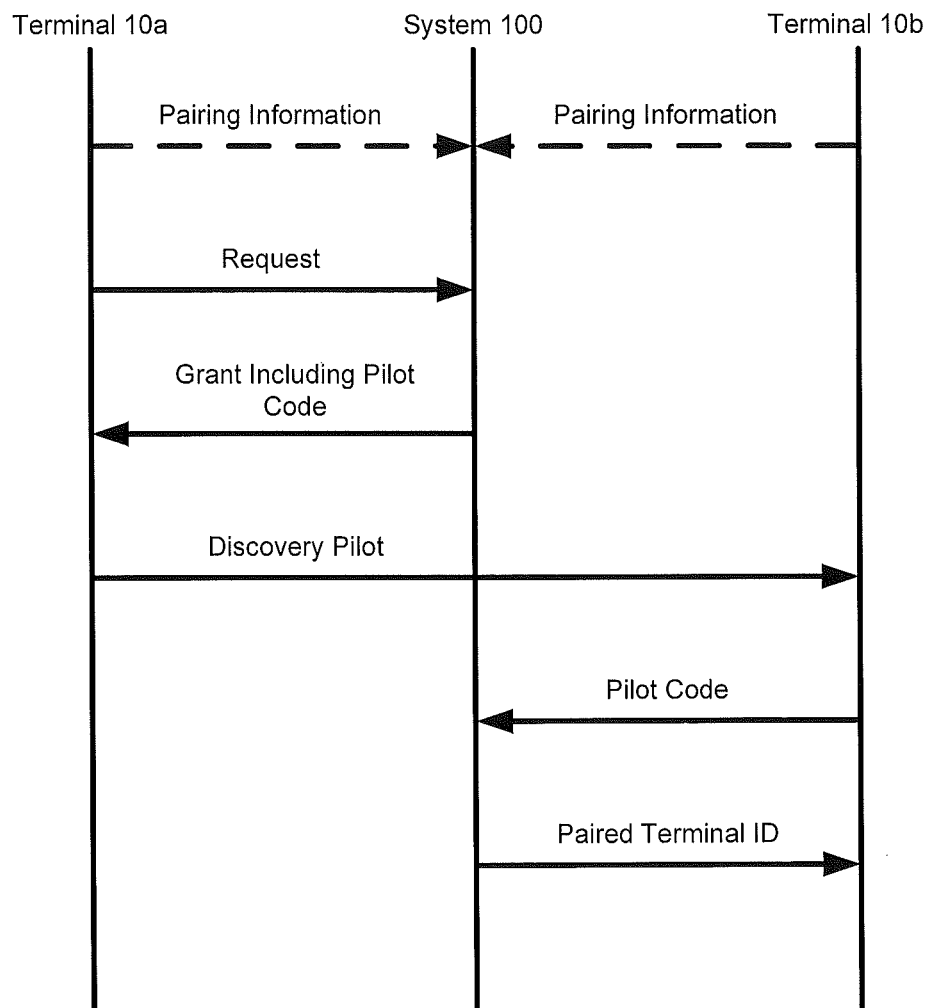 Terminal 10a
System 100
Terminal 10b
Pairing Information
Pairing Information
Request
Grant Including Pilot
Code
Discovery Pilot
Pilot Code
Paired Terminal ID